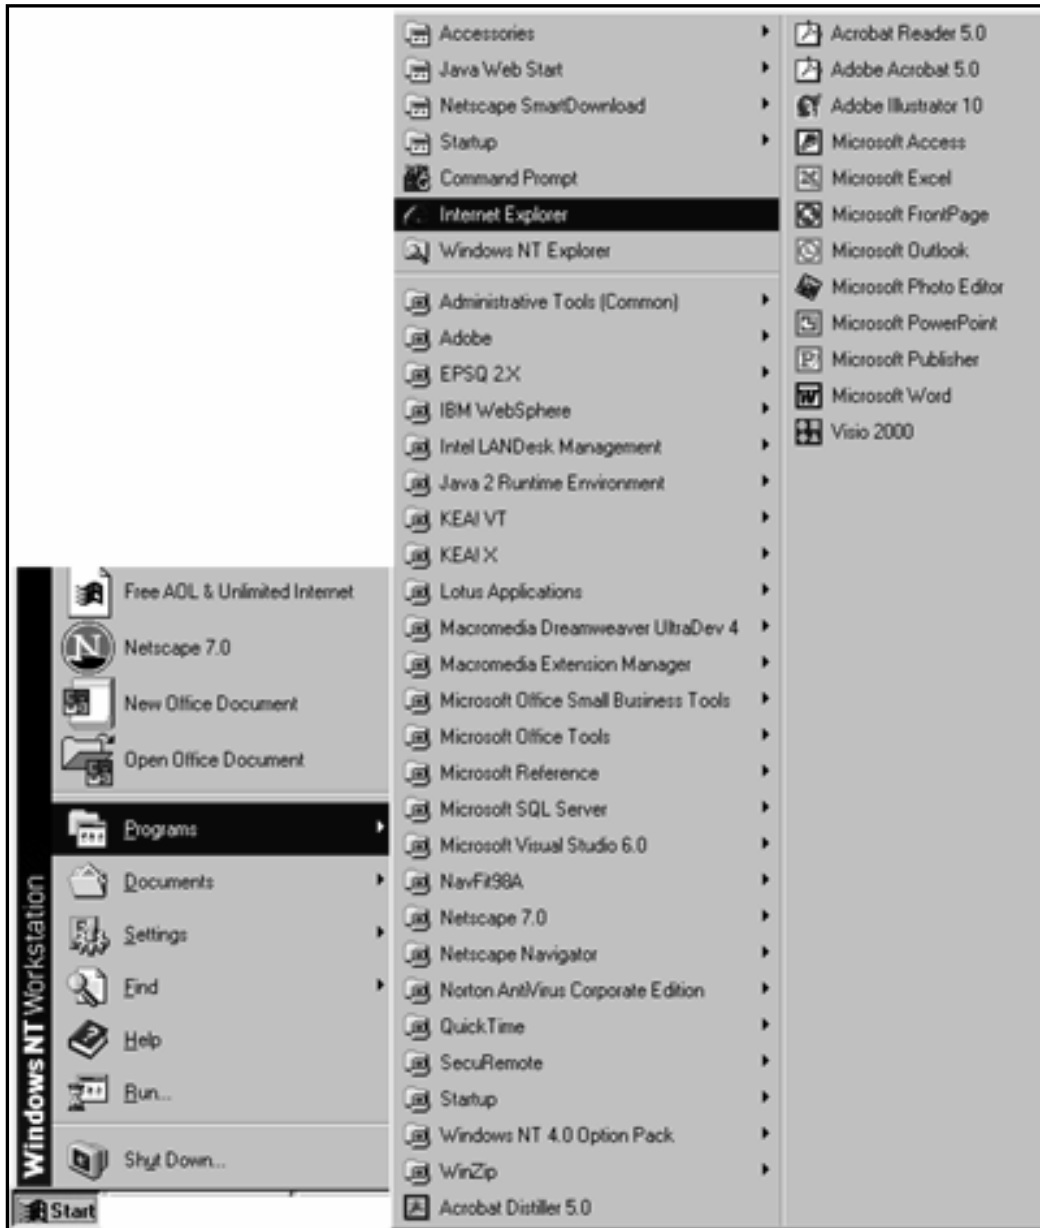 Accessories
Java Web Start
Netscape SmartDownload
Startup
Command Prompt
Internet Explorer
Windows NT Explorer
Administrative Tools (Common)
Adobe
EPSQ 2.X
IBM WebSphere
Intel LANDesk Management
Java 2 Runtime Environment
KEA! VT
KEA! X
Lotus Applications
Macromedia Dreamweaver UltraDev 4
Macromedia Extension Manager
Microsoft Office Small Business Tools
Microsoft Office Tools
Microsoft Reference
Microsoft SQL Server
Microsoft Visual Studio 6.0
NavFit98A
Netscape 7.0
Netscape Navigator
Norton AntiVirus Corporate Edition
QuickTime
SecuRemote
Startup
Windows NT 4.0 Option Pack
WinZip
Acrobat Distiller 5.0
Acrobat Reader 5.0
Adobe Acrobat 5.0
Adobe Illustrator 10
Microsoft Access
Microsoft Excel
Microsoft FrontPage
Microsoft Outlook
Microsoft Photo Editor
Microsoft PowerPoint
Microsoft Publisher
Microsoft Word
Visio 2000
Free AOL & Unlimited Internet
Netscape 7.0
New Office Document
Open Office Document
Programs
Documents
Settings
Find
Help
Run...
Shut Down...
Windows NT Workstation
Start